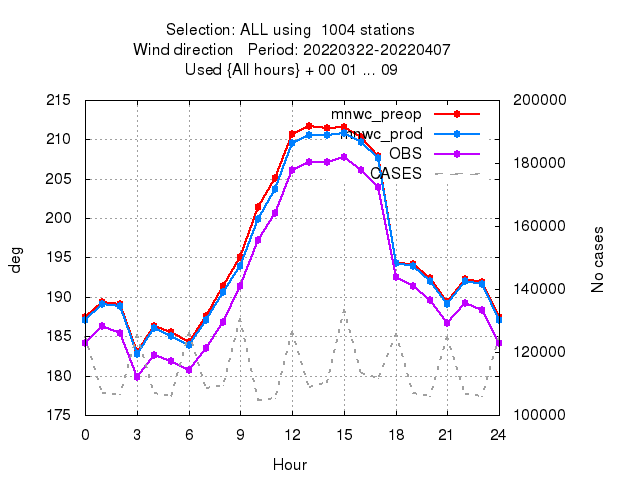 Selection: ALL using  1004 stations
Wind direction   Period: 20220322-20220407
Used {All hours} + 00 01 ... 09
215
210
205
200
195
190
185
180
175
deg
mnwc_preop
mnwc_prod
OBS
CASES
200000
180000
160000
140000
120000
100000
No cases
0 3 6 9 12 15 18 21 24
Hour